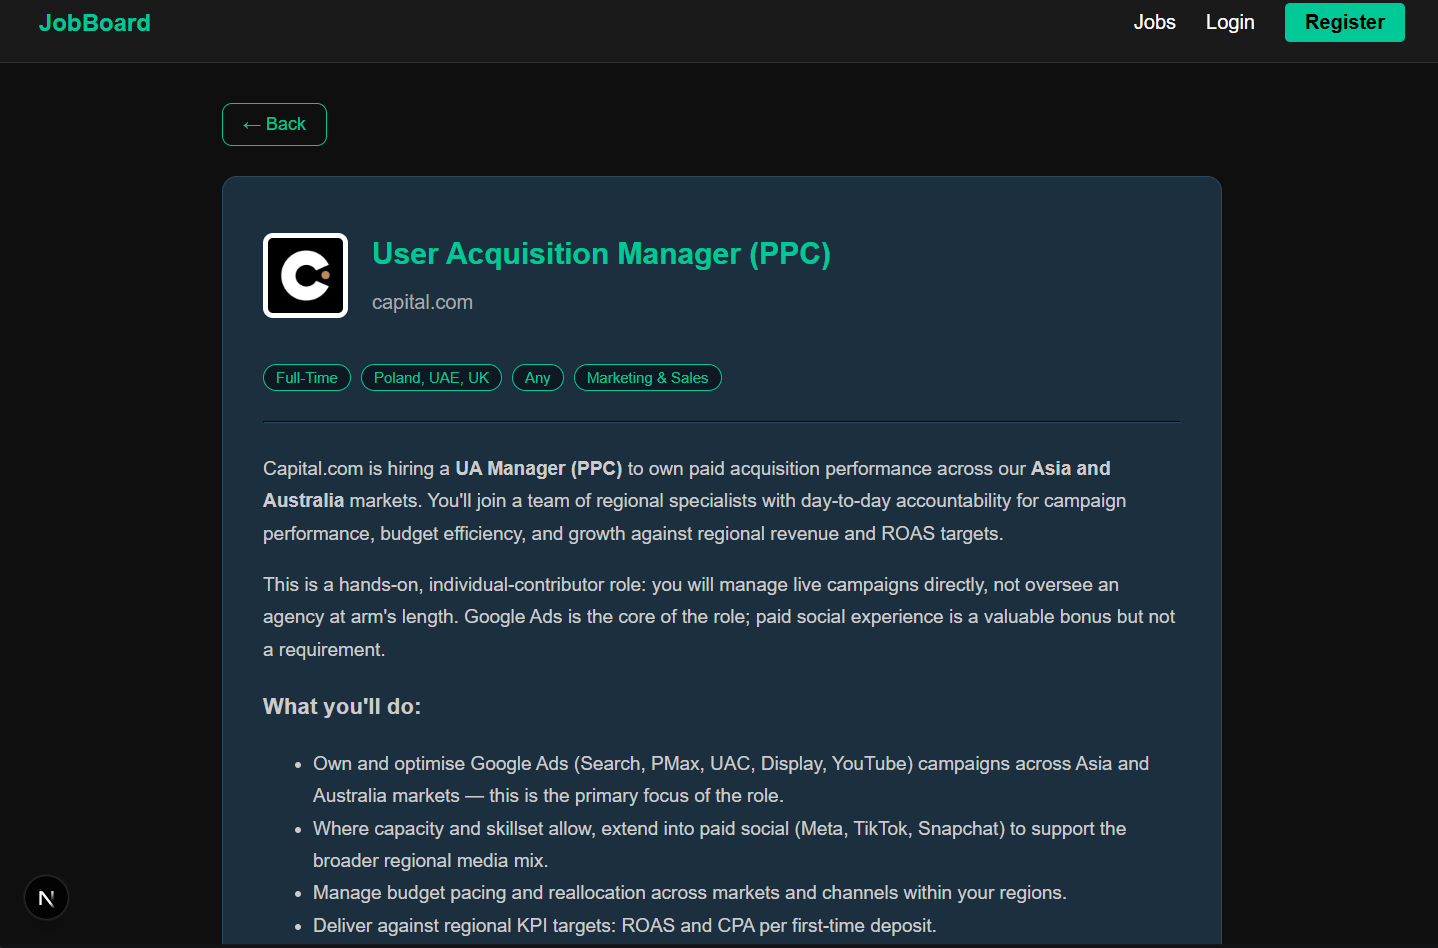 JobBoard
Jobs
Login
Register
← Back
User Acquisition Manager (PPC)
capital.com
Full-Time
Poland, UAE, UK
Any
Marketing & Sales
Capital.com is hiring a UA Manager (PPC) to own paid acquisition performance across our Asia and
Australia markets. You'll join a team of regional specialists with day-to-day accountability for campaign
performance, budget efficiency, and growth against regional revenue and ROAS targets.
This is a hands-on, individual-contributor role: you will manage live campaigns directly, not oversee an
agency at arm's length. Google Ads is the core of the role; paid social experience is a valuable bonus but not
a requirement.
What you'll do:
• Own and optimise Google Ads (Search, PMax, UAC, Display, YouTube) campaigns across Asia and
Australia markets — this is the primary focus of the role.
• Where capacity and skillset allow, extend into paid social (Meta, TikTok, Snapchat) to support the
broader regional media mix.
• Manage budget pacing and reallocation across markets and channels within your regions.
• Deliver against regional KPI targets: ROAS and CPA per first-time deposit.
N